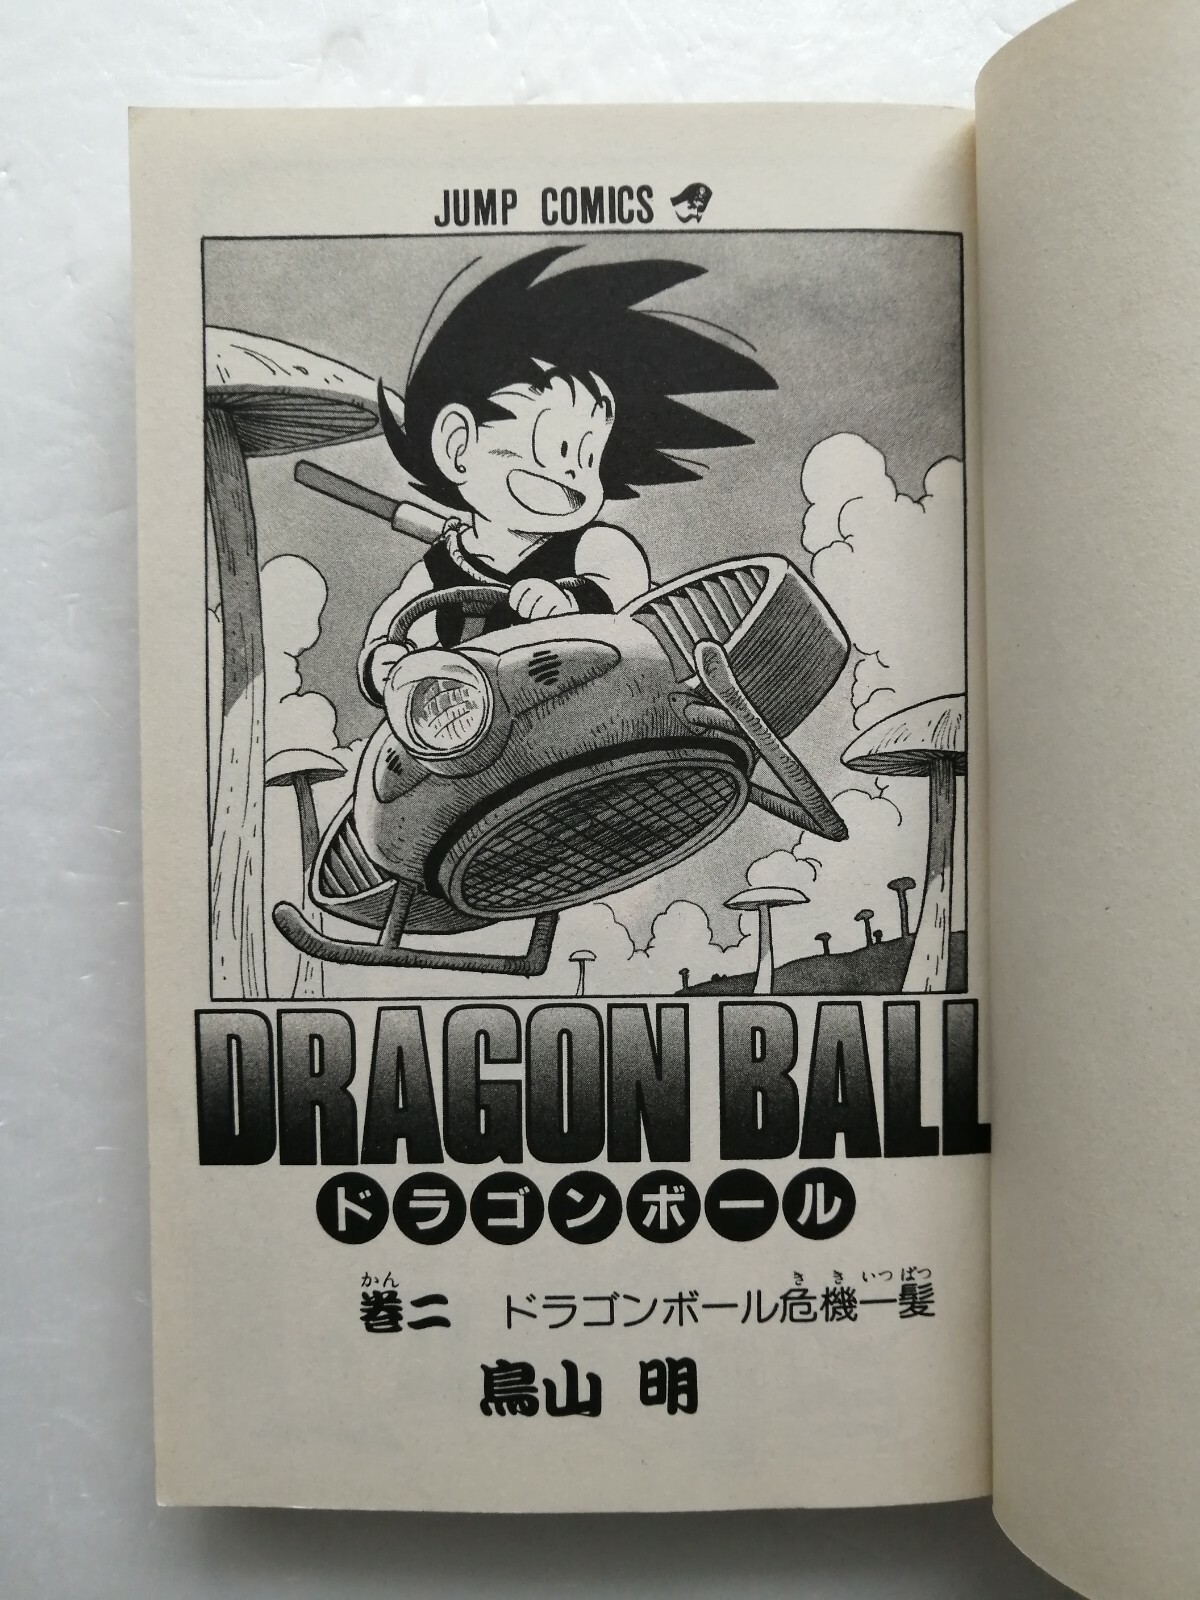 JUMP COMICS
DRAGON BALL
ドラゴンボール
かん ききいっぱつ
巻二 ドラゴンボール危機一髪
鳥山 明